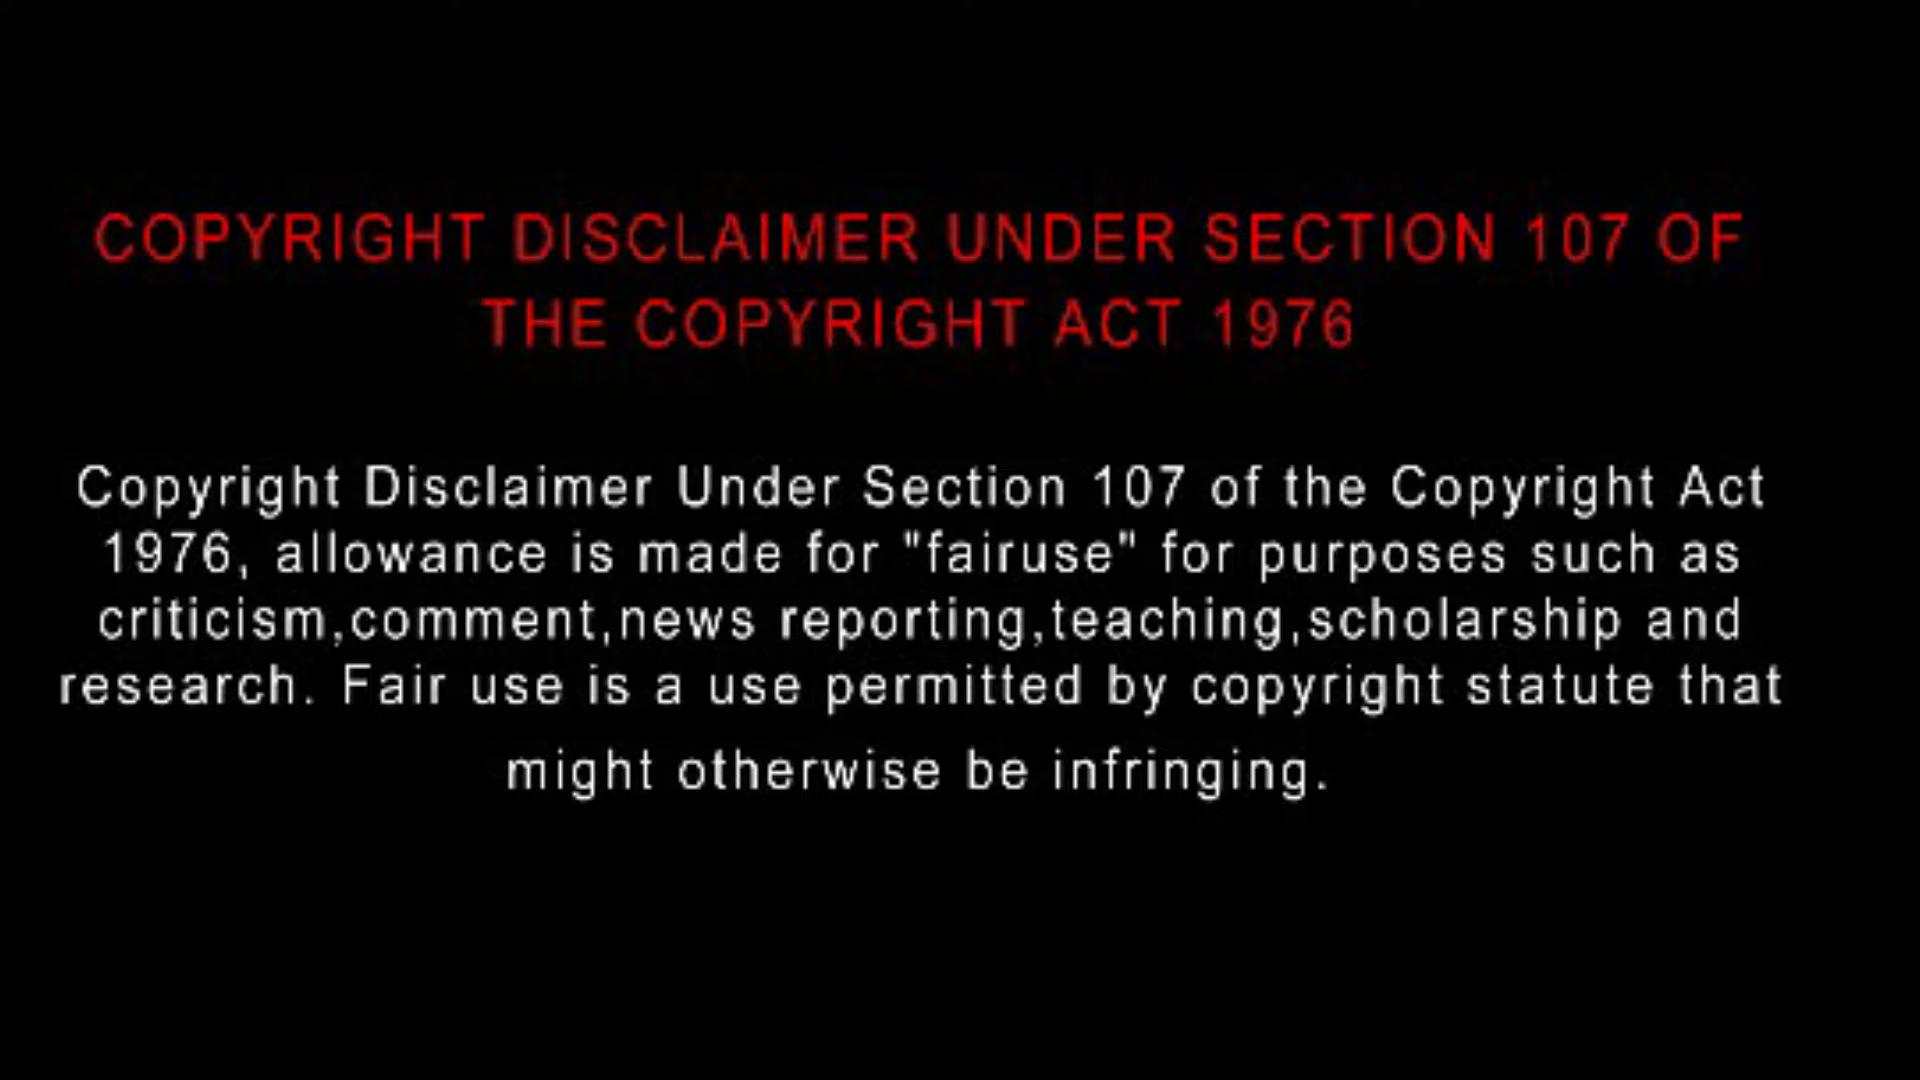 COPYRIGHT DISCLAIMER UNDER SECTION 107 OF
THE COPYRIGHT ACT 1976
Copyright Disclaimer Under Section 107 of the Copyright Act
1976, allowance is made for "fairuse" for purposes such as
criticism,comment,news reporting,teaching,scholarship and
research. Fair use is a use permitted by copyright statute that
might otherwise be infringing.